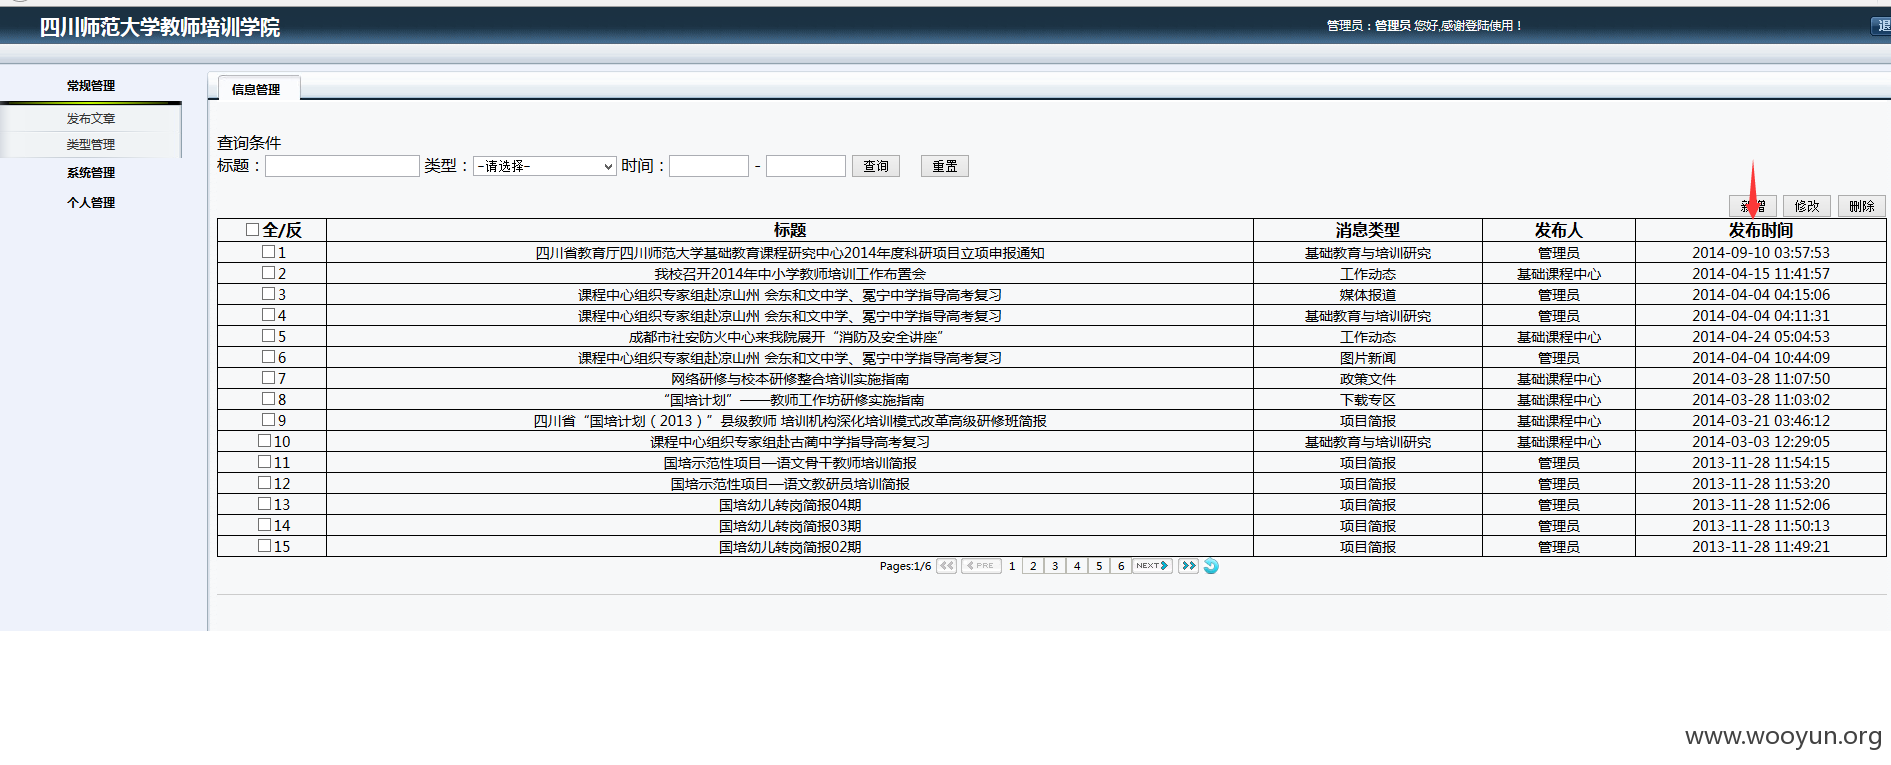 四川师范大学教师培训学院
管理员：管理员 您好,感谢登陆使用！
退
常规管理
发布文章
类型管理
系统管理
个人管理
信息管理
查询条件
标题： 类型： -请选择- 时间： - 查询 重置
新增 修改 删除
全/反 标题 消息类型 发布人 发布时间
1 四川省教育厅四川师范大学基础教育课程研究中心2014年度科研项目立项申报通知 基础教育与培训研究 管理员 2014-09-10 03:57:53
2 我校召开2014年中小学教师培训工作布置会 工作动态 基础课程中心 2014-04-15 11:41:57
3 课程中心组织专家组赴凉山州 会东和文中学、冕宁中学指导高考复习 媒体报道 管理员 2014-04-04 04:15:06
4 课程中心组织专家组赴凉山州 会东和文中学、冕宁中学指导高考复习 基础教育与培训研究 管理员 2014-04-04 04:11:31
5 成都市社安防火中心来我院展开“消防及安全讲座” 工作动态 基础课程中心 2014-04-24 05:04:53
6 课程中心组织专家组赴凉山州 会东和文中学、冕宁中学指导高考复习 图片新闻 管理员 2014-04-04 10:44:09
7 网络研修与校本研修整合培训实施指南 政策文件 基础课程中心 2014-03-28 11:07:50
8 “国培计划”——教师工作坊研修实施指南 下载专区 基础课程中心 2014-03-28 11:03:02
9 四川省“国培计划（2013）”县级教师 培训机构深化培训模式改革高级研修班简报 项目简报 基础课程中心 2014-03-21 03:46:12
10 课程中心组织专家组赴古蔺中学指导高考复习 基础教育与培训研究 基础课程中心 2014-03-03 12:29:05
11 国培示范性项目—语文骨干教师培训简报 项目简报 管理员 2013-11-28 11:54:15
12 国培示范性项目—语文教研员培训简报 项目简报 管理员 2013-11-28 11:53:20
13 国培幼儿转岗简报04期 项目简报 管理员 2013-11-28 11:52:06
14 国培幼儿转岗简报03期 项目简报 管理员 2013-11-28 11:50:13
15 国培幼儿转岗简报02期 项目简报 管理员 2013-11-28 11:49:21
Pages:1/6 PRE 1 2 3 4 5 6 NEXT
www.wooyun.org